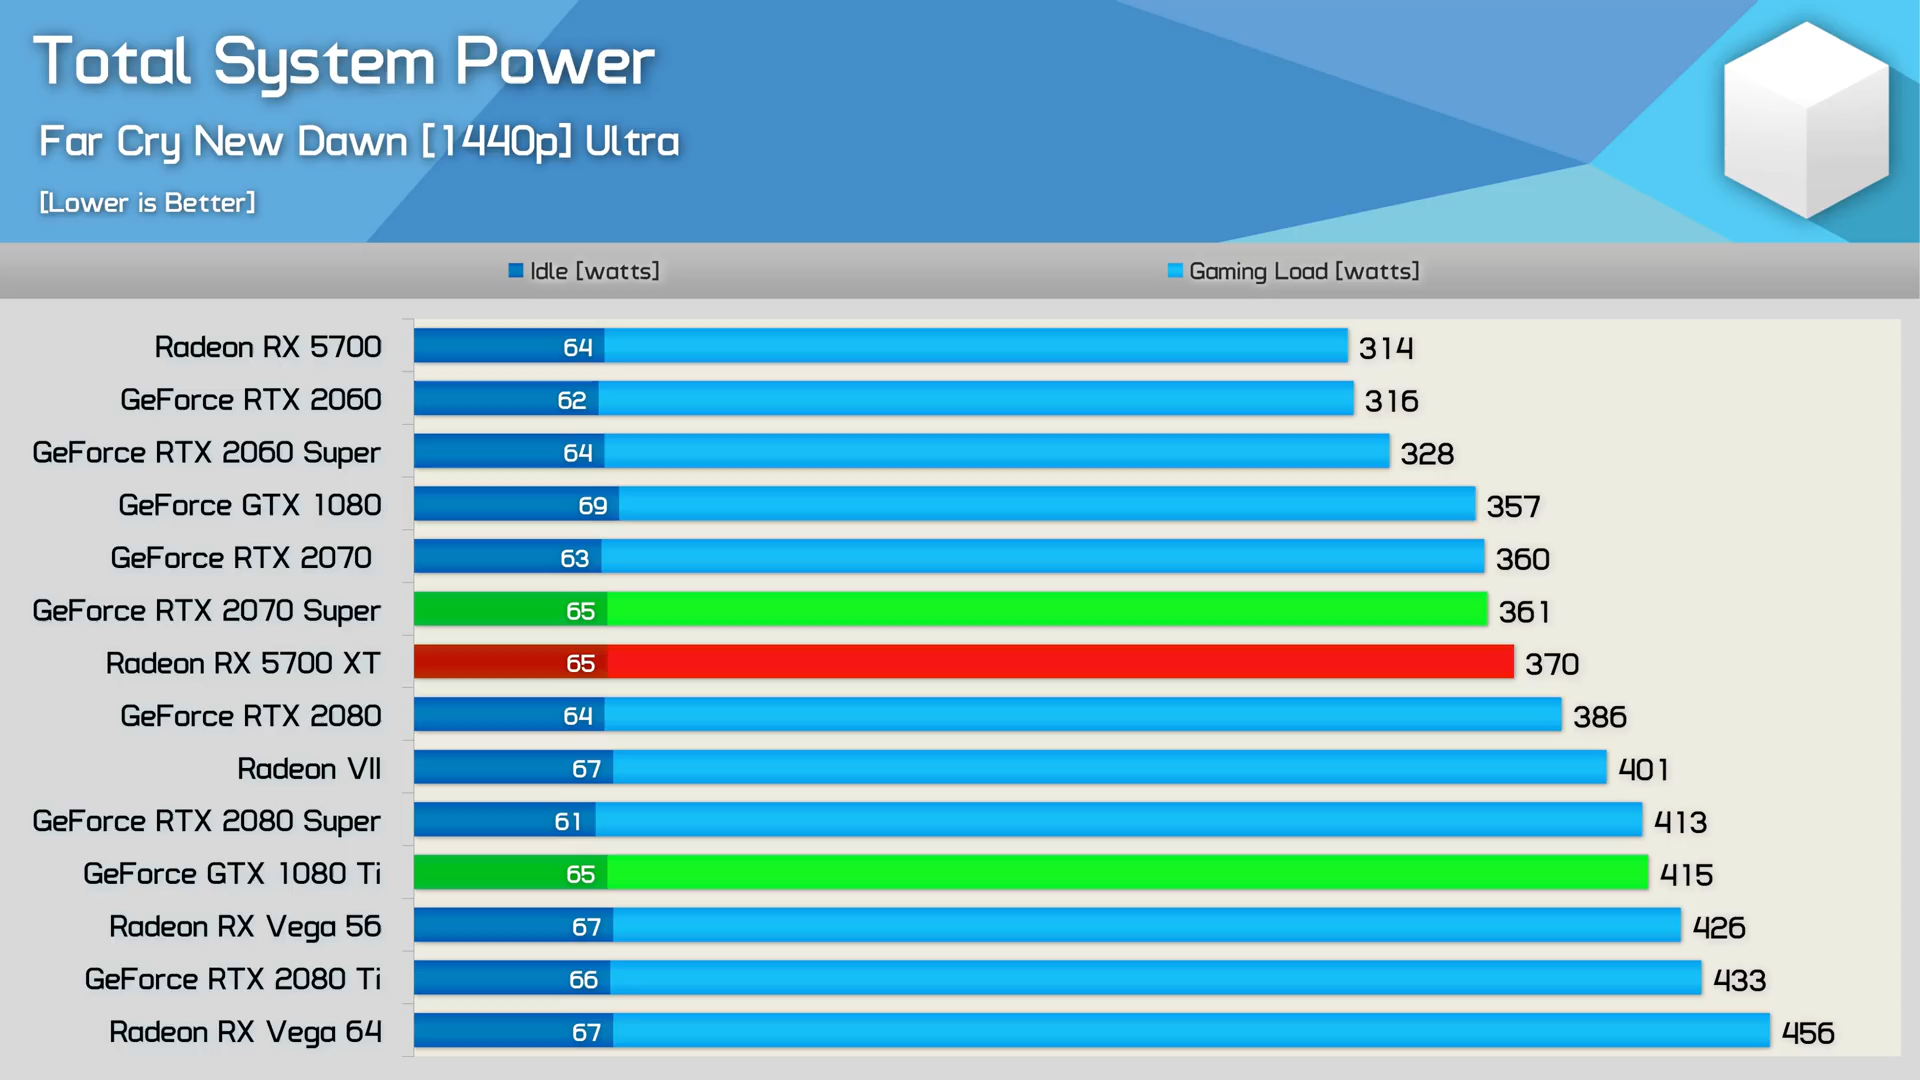 Total System Power
Far Cry New Dawn [1440p] Ultra
[Lower is Better]
Idle [watts] Gaming Load [watts]
Radeon RX 5700 64 314
GeForce RTX 2060 62 316
GeForce RTX 2060 Super 64 328
GeForce GTX 1080 69 357
GeForce RTX 2070 63 360
GeForce RTX 2070 Super 65 361
Radeon RX 5700 XT 65 370
GeForce RTX 2080 64 386
Radeon VII 67 401
GeForce RTX 2080 Super 61 413
GeForce GTX 1080 Ti 65 415
Radeon RX Vega 56 67 426
GeForce RTX 2080 Ti 66 433
Radeon RX Vega 64 67 456